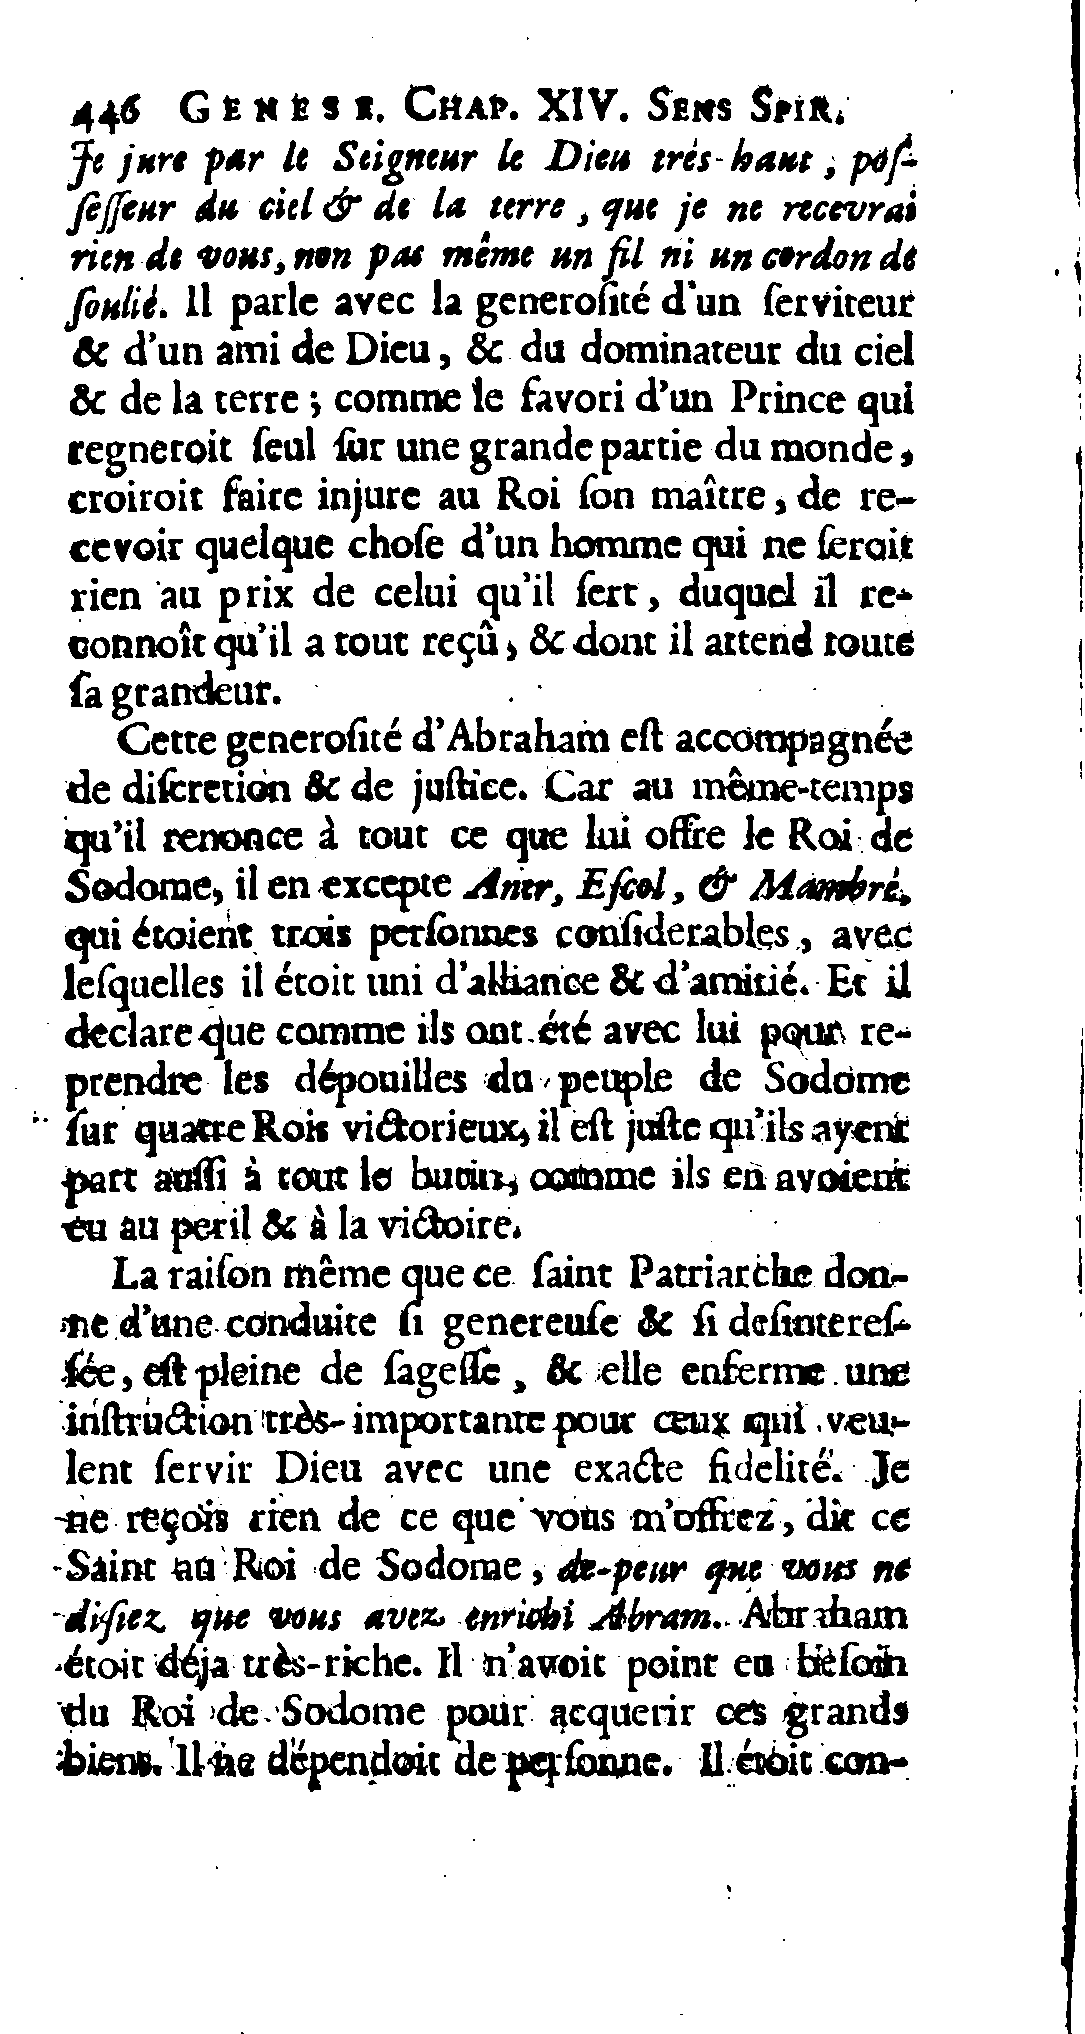 446 GENESE. CHAP. XIV. SENS SPIR.
Je jure par le Seigneur le Dieu très-haut, poſ-
ſeſſeur du ciel & de la terre, que je ne recevrai
rien de vous, non pas même un fil ni un cordon de
ſoulié. Il parle avec la generoſité d'un ſerviteur
& d'un ami de Dieu, & du dominateur du ciel
& de la terre; comme le favori d'un Prince qui
regneroit ſeul ſur une grande partie du monde,
croiroit faire injure au Roi ſon maître, de re-
cevoir quelque choſe d'un homme qui ne ſeroit
rien au prix de celui qu'il ſert, duquel il re-
connoît qu'il a tout reçû, & dont il attend toute
ſa grandeur.
Cette generoſité d'Abraham eſt accompagnée
de diſcretion & de juſtice. Car au même-temps
qu'il renonce à tout ce que lui offre le Roi de
Sodome, il en excepte Aner, Eſcol, & Mambré,
qui étoient trois perſonnes conſiderables, avec
leſquelles il étoit uni d'alliance & d'amitié. Et il
declare que comme ils ont été avec lui pour re-
prendre les dépouilles du peuple de Sodome
ſur quatre Rois victorieux, il eſt juſte qu'ils ayent
part auſſi à tout le butin, comme ils en avoient
eu au peril & à la victoire.
La raiſon même que ce ſaint Patriarche don-
ne d'une conduite ſi genereuſe & ſi deſintereſ-
ſée, eſt pleine de ſageſſe, & elle enferme une
inſtruction très-importante pour ceux qui veu-
lent ſervir Dieu avec une exacte fidelité. Je
ne reçois rien de ce que vous m'offrez, dit ce
Saint au Roi de Sodome, de-peur que vous ne
diſiez que vous avez enrichi Abram. Abraham
étoit déja très-riche. Il n'avoit point eu beſoin
du Roi de Sodome pour acquerir ces grands
biens. Il ne dépendoit de perſonne. Il étoit con-